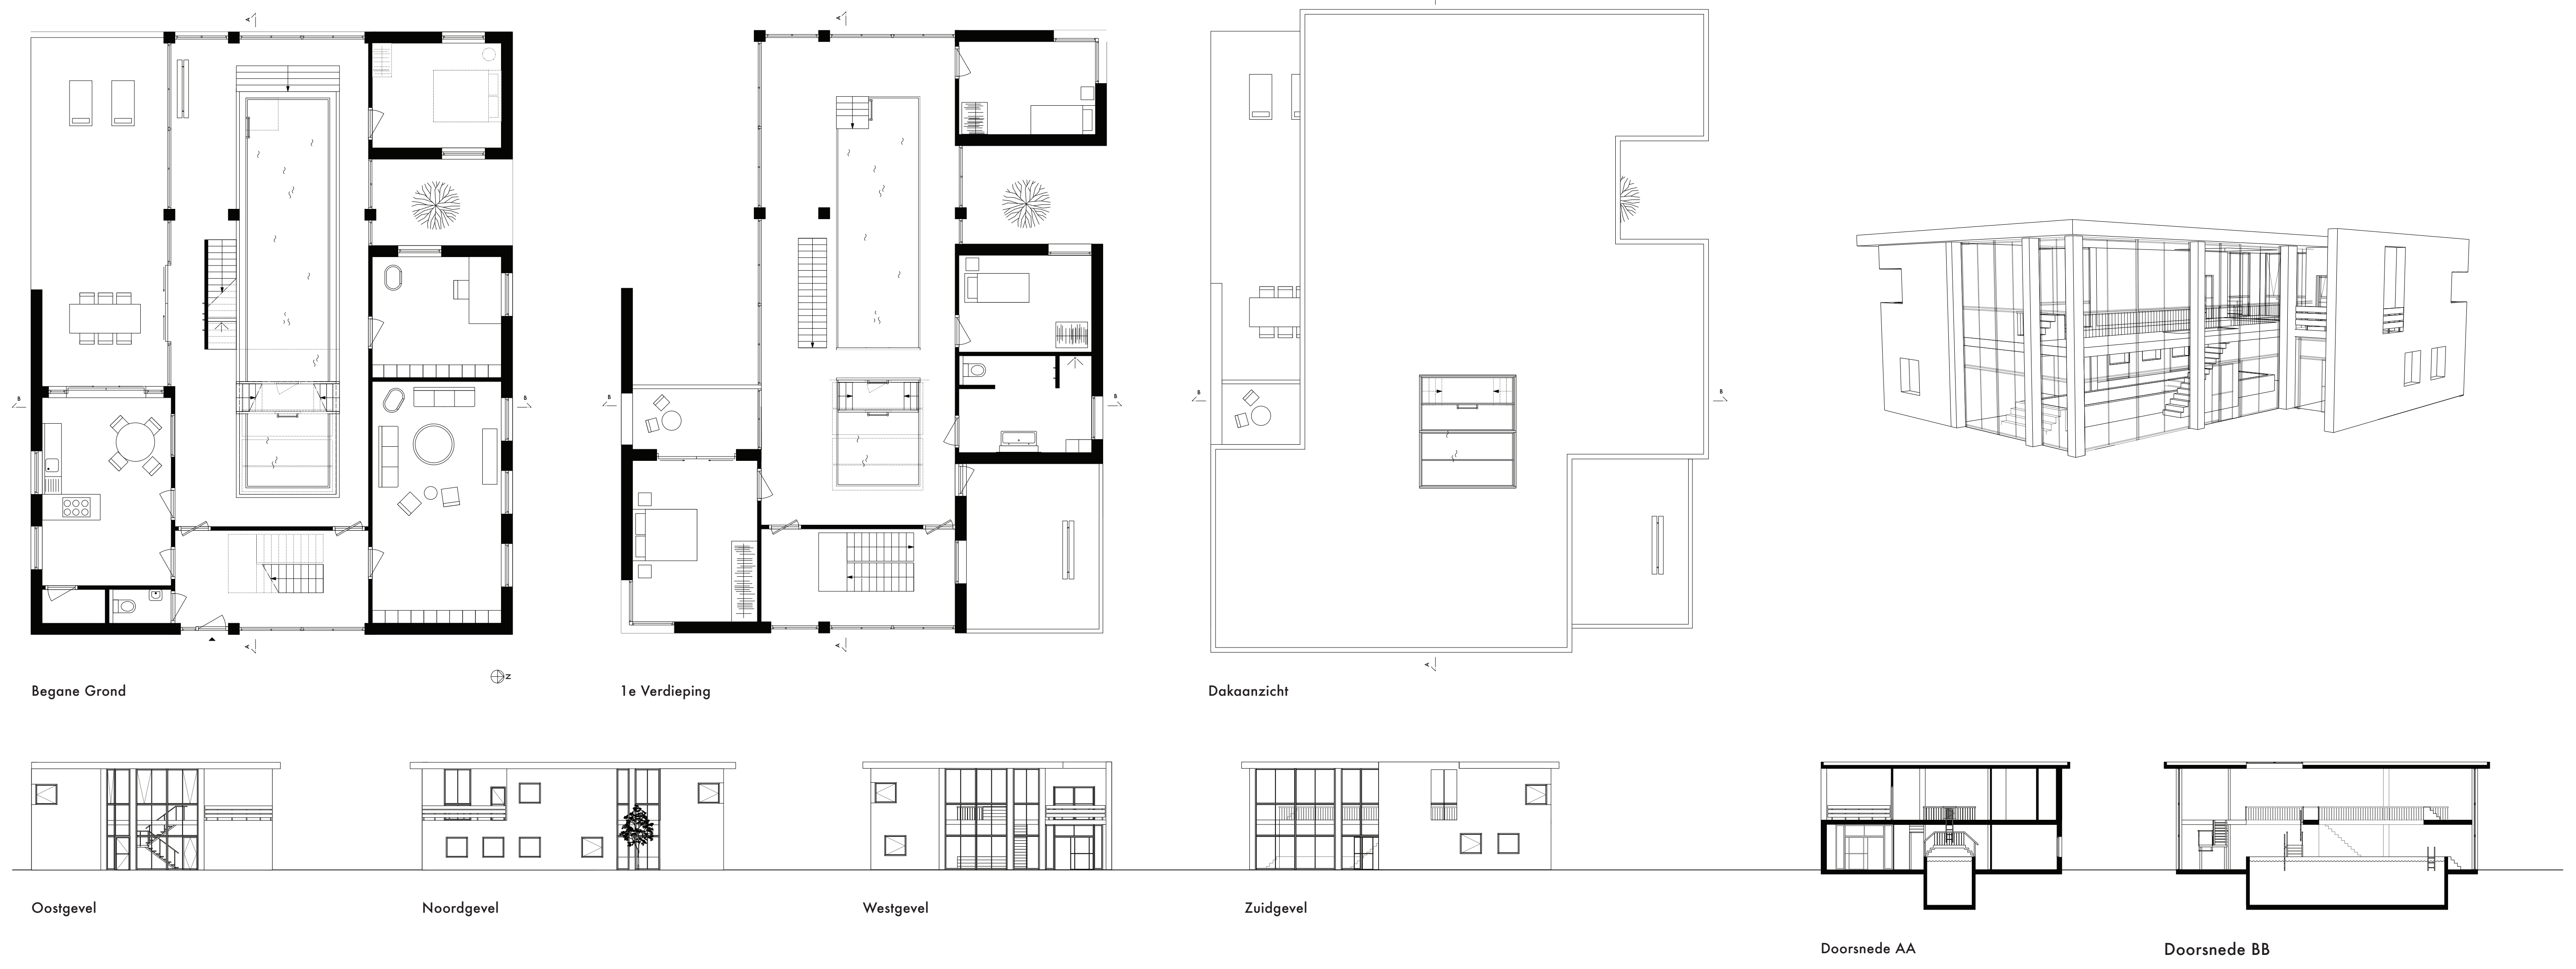 A
A
B
B
B
B
B
B
A
A
A
N
Begane Grond
1e Verdieping
Dakaanzicht
Oostgevel
Noordgevel
Westgevel
Zuidgevel
Doorsnede AA
Doorsnede BB